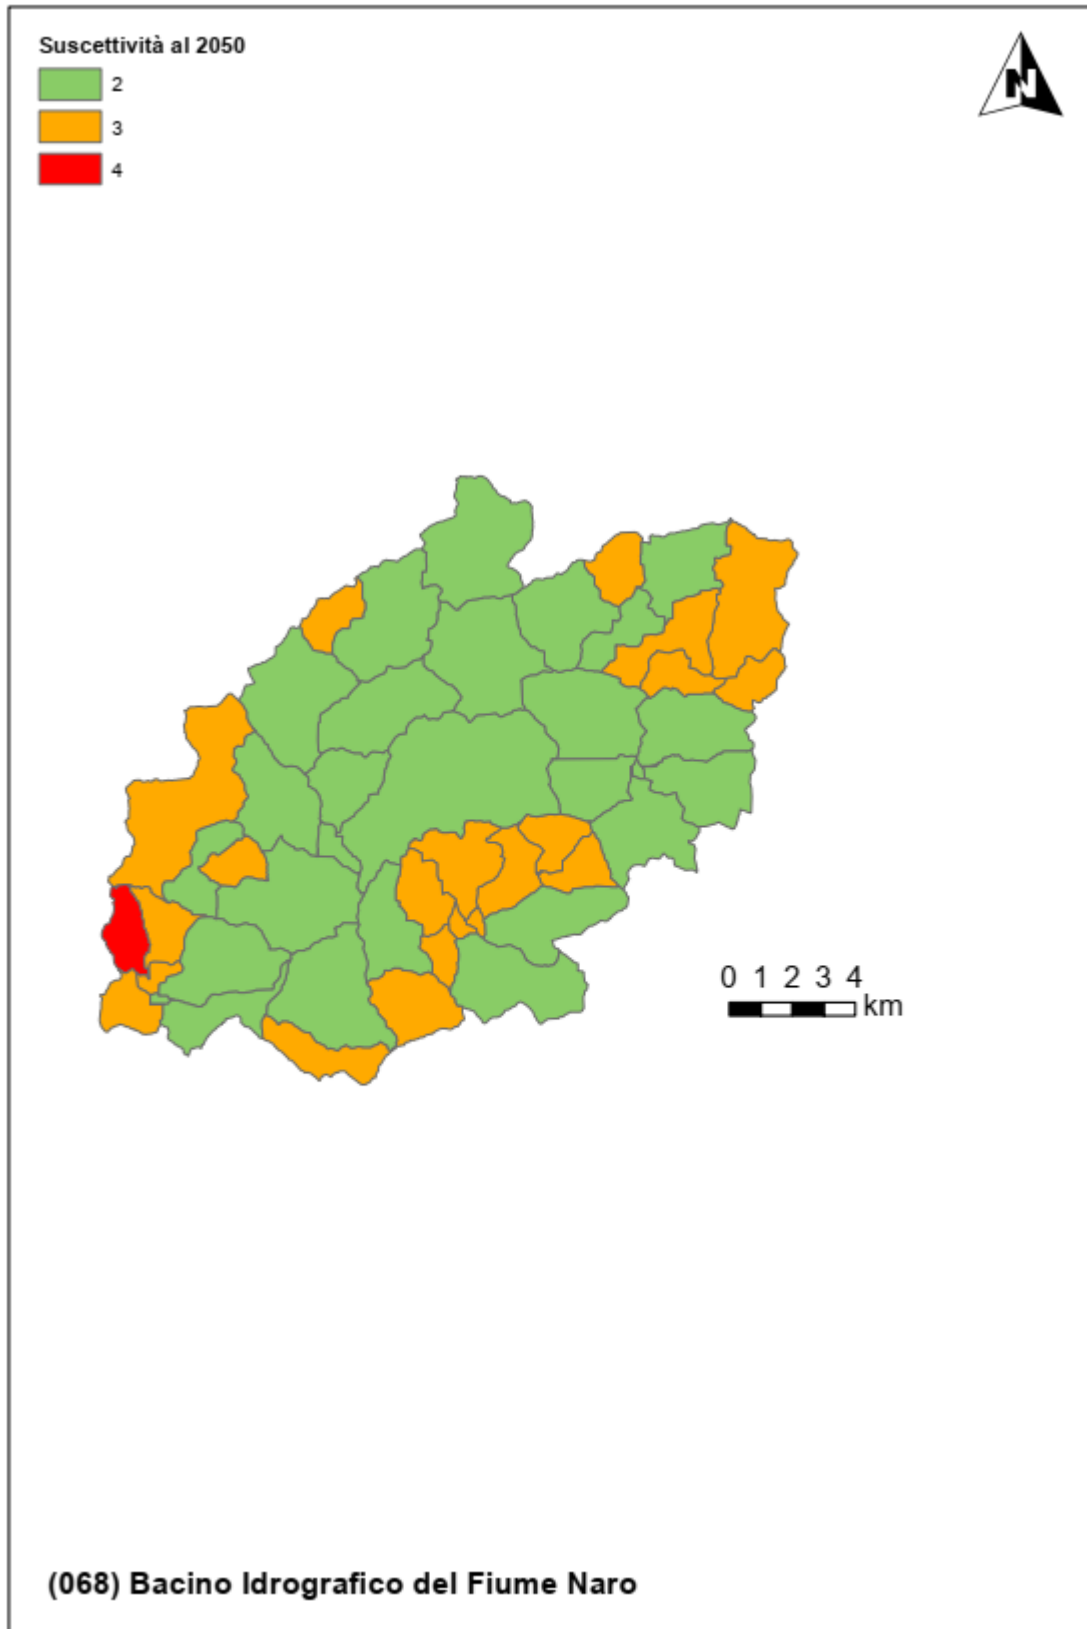 Suscettività al 2050
2
3
4
N
0 1 2 3 4
km
(068) Bacino Idrografico del Fiume Naro